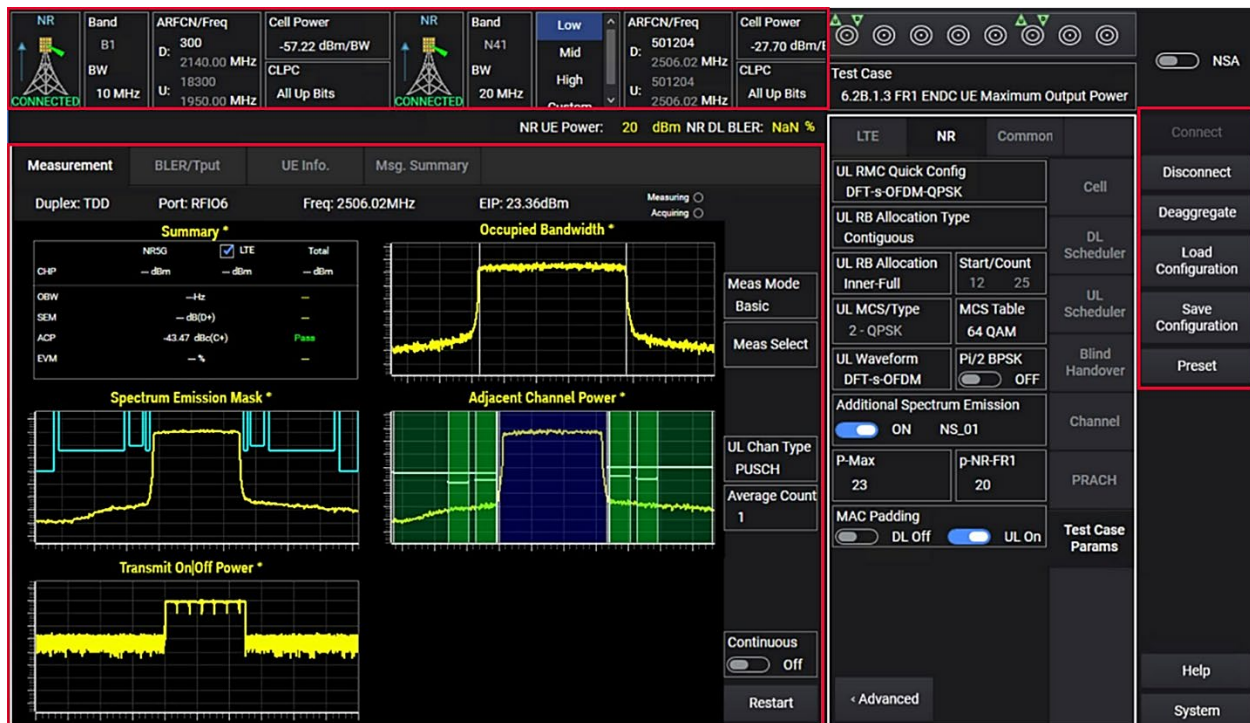 NR
CONNECTED
Band
B1
BW
10 MHz
ARFCN/Freq
D: 300
2140.00 MHz
U: 18300
1950.00 MHz
Cell Power
-57.22 dBm/BW
CLPC
All Up Bits
NR
CONNECTED
Band
N41
BW
20 MHz
Low
Mid
High
Custom
ARFCN/Freq
D: 501204
2506.02 MHz
U: 501204
2506.02 MHz
Cell Power
-27.70 dBm/
CLPC
All Up Bits
Test Case
6.2B.1.3 FR1 ENDC UE Maximum Output Power
NSA
NR UE Power: 20 dBm NR DL BLER: NaN %
Measurement BLER/Tput UE Info. Msg. Summary
Duplex: TDD Port: RFIO6 Freq: 2506.02MHz EIP: 23.36dBm
Measuring
Acquiring
Summary *
NR5G LTE Total
CHP --- dBm --- dBm --- dBm
OBW ---Hz ---
SEM --- dB(D+) ---
ACP -43.47 dBc(C+) Pass
EVM --- % ---
Occupied Bandwidth *
Spectrum Emission Mask *
Adjacent Channel Power *
Transmit On|Off Power *
Meas Mode
Basic
Meas Select
UL Chan Type
PUSCH
Average Count
1
Continuous
Off
Restart
LTE NR Common
UL RMC Quick Config
DFT-s-OFDM-QPSK
UL RB Allocation Type
Contiguous
UL RB Allocation
Inner-Full
Start/Count
12 25
UL MCS/Type
2 - QPSK
MCS Table
64 QAM
UL Waveform
DFT-s-OFDM
Pi/2 BPSK
OFF
Additional Spectrum Emission
ON NS_01
P-Max
23
p-NR-FR1
20
MAC Padding
DL Off UL On
‹ Advanced
Cell
DL
Scheduler
UL
Scheduler
Blind
Handover
Channel
PRACH
Test Case
Params
Connect
Disconnect
Deaggregate
Load
Configuration
Save
Configuration
Preset
Help
System